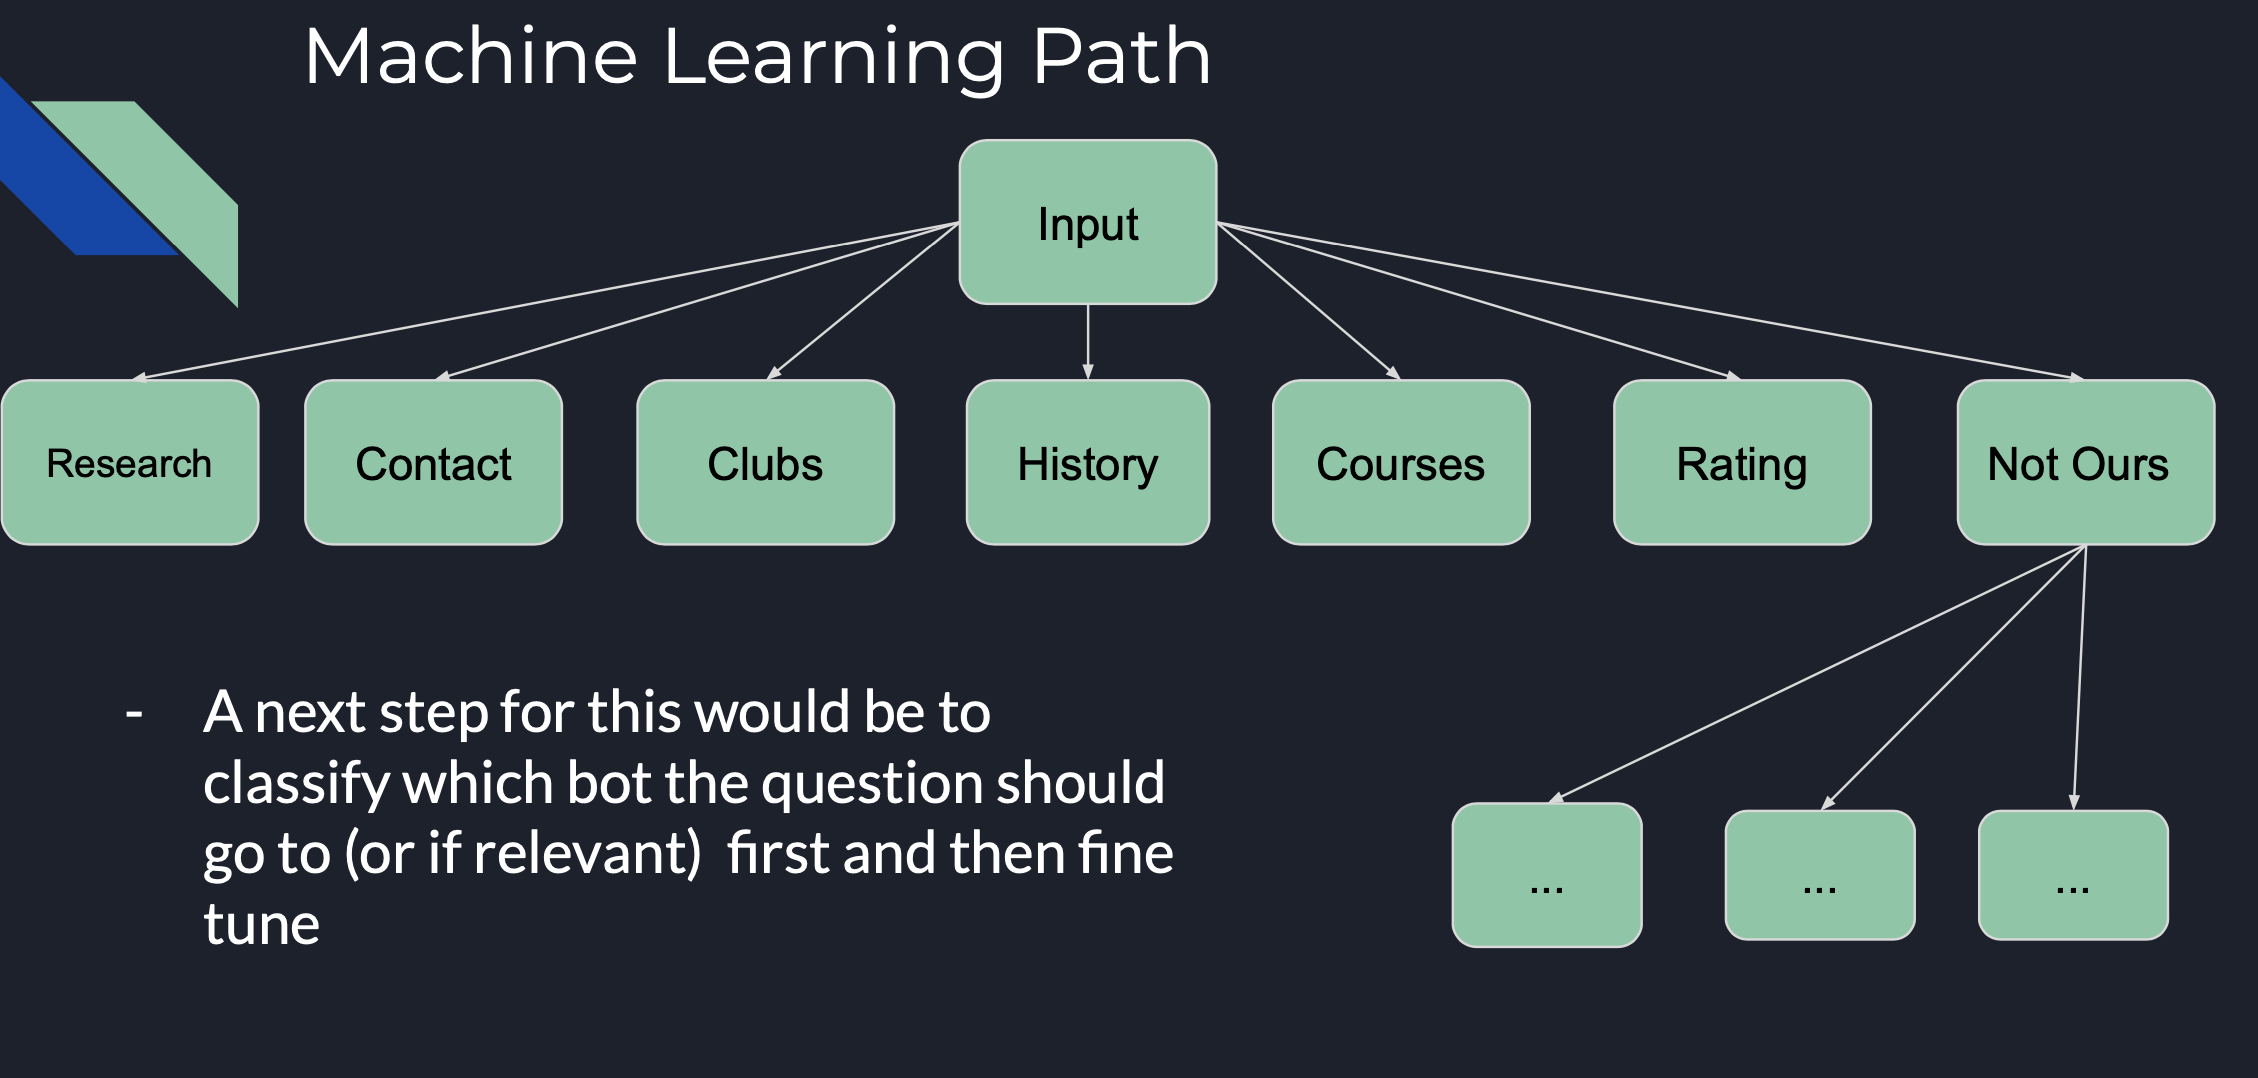 Machine Learning Path
Input
Research
Contact
Clubs
History
Courses
Rating
Not Ours
- A next step for this would be to
classify which bot the question should
go to (or if relevant)  first and then fine
tune
...
...
...